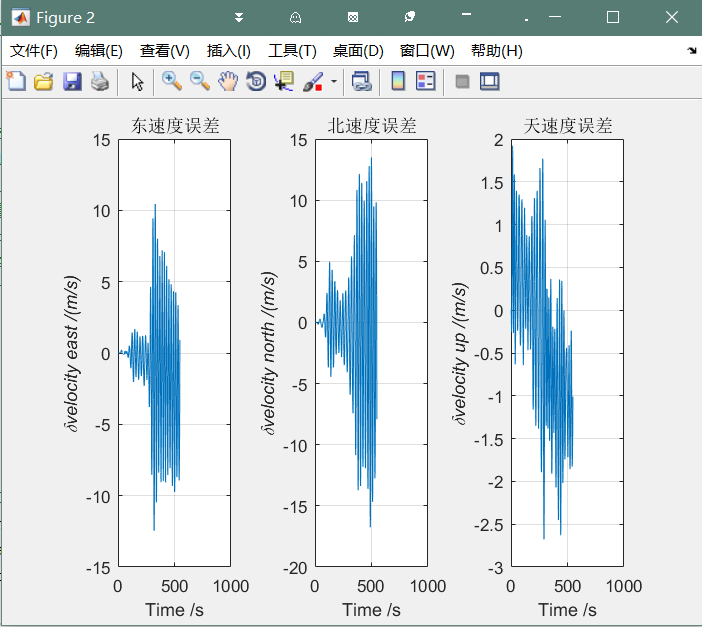 Figure 2
文件(F) 编辑(E) 查看(V) 插入(I) 工具(T) 桌面(D) 窗口(W) 帮助(H)
东速度误差 北速度误差 天速度误差
δvelocity east /(m/s)
15
10
5
0
-5
-10
-15
0 500 1000
Time /s
δvelocity north /(m/s)
15
10
5
0
-5
-10
-15
-20
0 500 1000
Time /s
δvelocity up /(m/s)
2
1.5
1
0.5
0
-0.5
-1
-1.5
-2
-2.5
-3
0 500 1000
Time /s